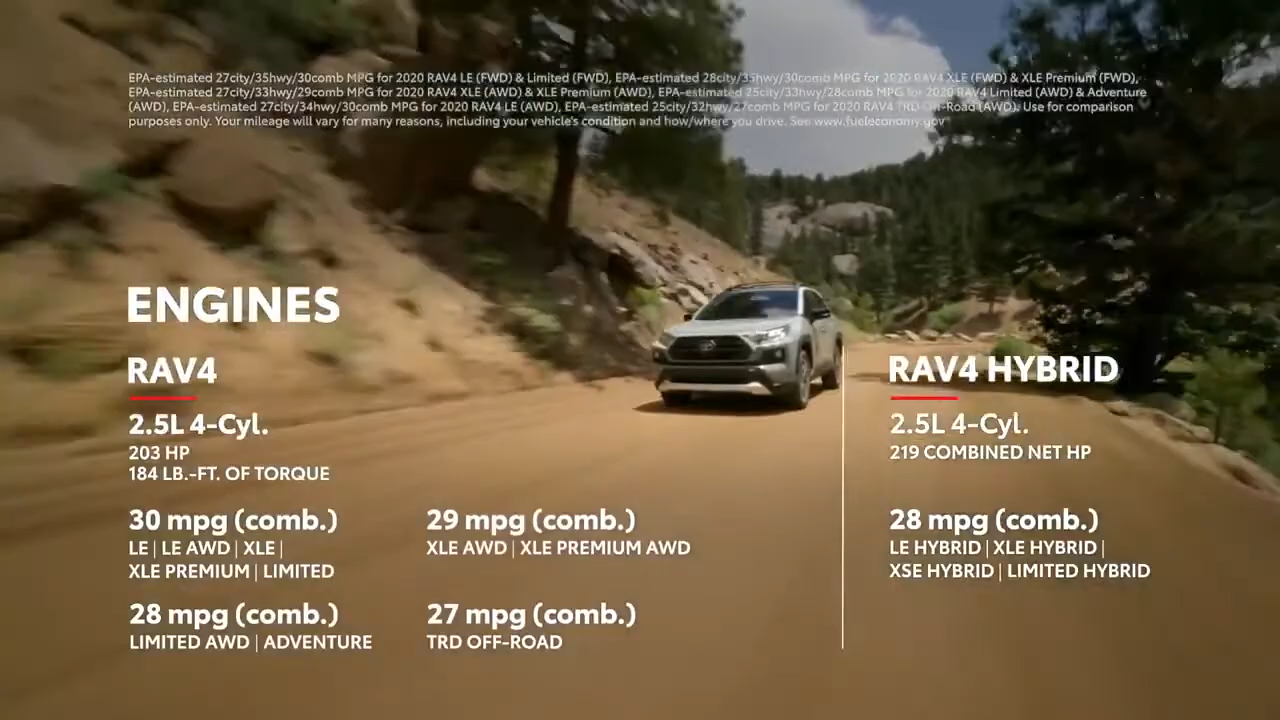 EPA-estimated 27city/35hwy/30comb MPG for 2020 RAV4 LE (FWD) & Limited (FWD), EPA-estimated 28city/35hwy/30comb MPG for 2020 RAV4 XLE (FWD) & XLE Premium (FWD),
EPA-estimated 27city/33hwy/29comb MPG for 2020 RAV4 XLE (AWD) & XLE Premium (AWD), EPA-estimated 25city/33hwy/28comb MPG for 2020 RAV4 Limited (AWD) & Adventure
(AWD), EPA-estimated 27city/34hwy/30comb MPG for 2020 RAV4 LE (AWD), EPA-estimated 25city/32hwy/27comb MPG for 2020 RAV4 TRD Off-Road (AWD). Use for comparison
purposes only. Your mileage will vary for many reasons, including your vehicle's condition and how/where you drive. See www.fueleconomy.gov
ENGINES
RAV4
2.5L 4-Cyl.
203 HP
184 LB.-FT. OF TORQUE
30 mpg (comb.)
LE | LE AWD | XLE |
XLE PREMIUM | LIMITED
29 mpg (comb.)
XLE AWD | XLE PREMIUM AWD
28 mpg (comb.)
LIMITED AWD | ADVENTURE
27 mpg (comb.)
TRD OFF-ROAD
RAV4 HYBRID
2.5L 4-Cyl.
219 COMBINED NET HP
28 mpg (comb.)
LE HYBRID | XLE HYBRID |
XSE HYBRID | LIMITED HYBRID